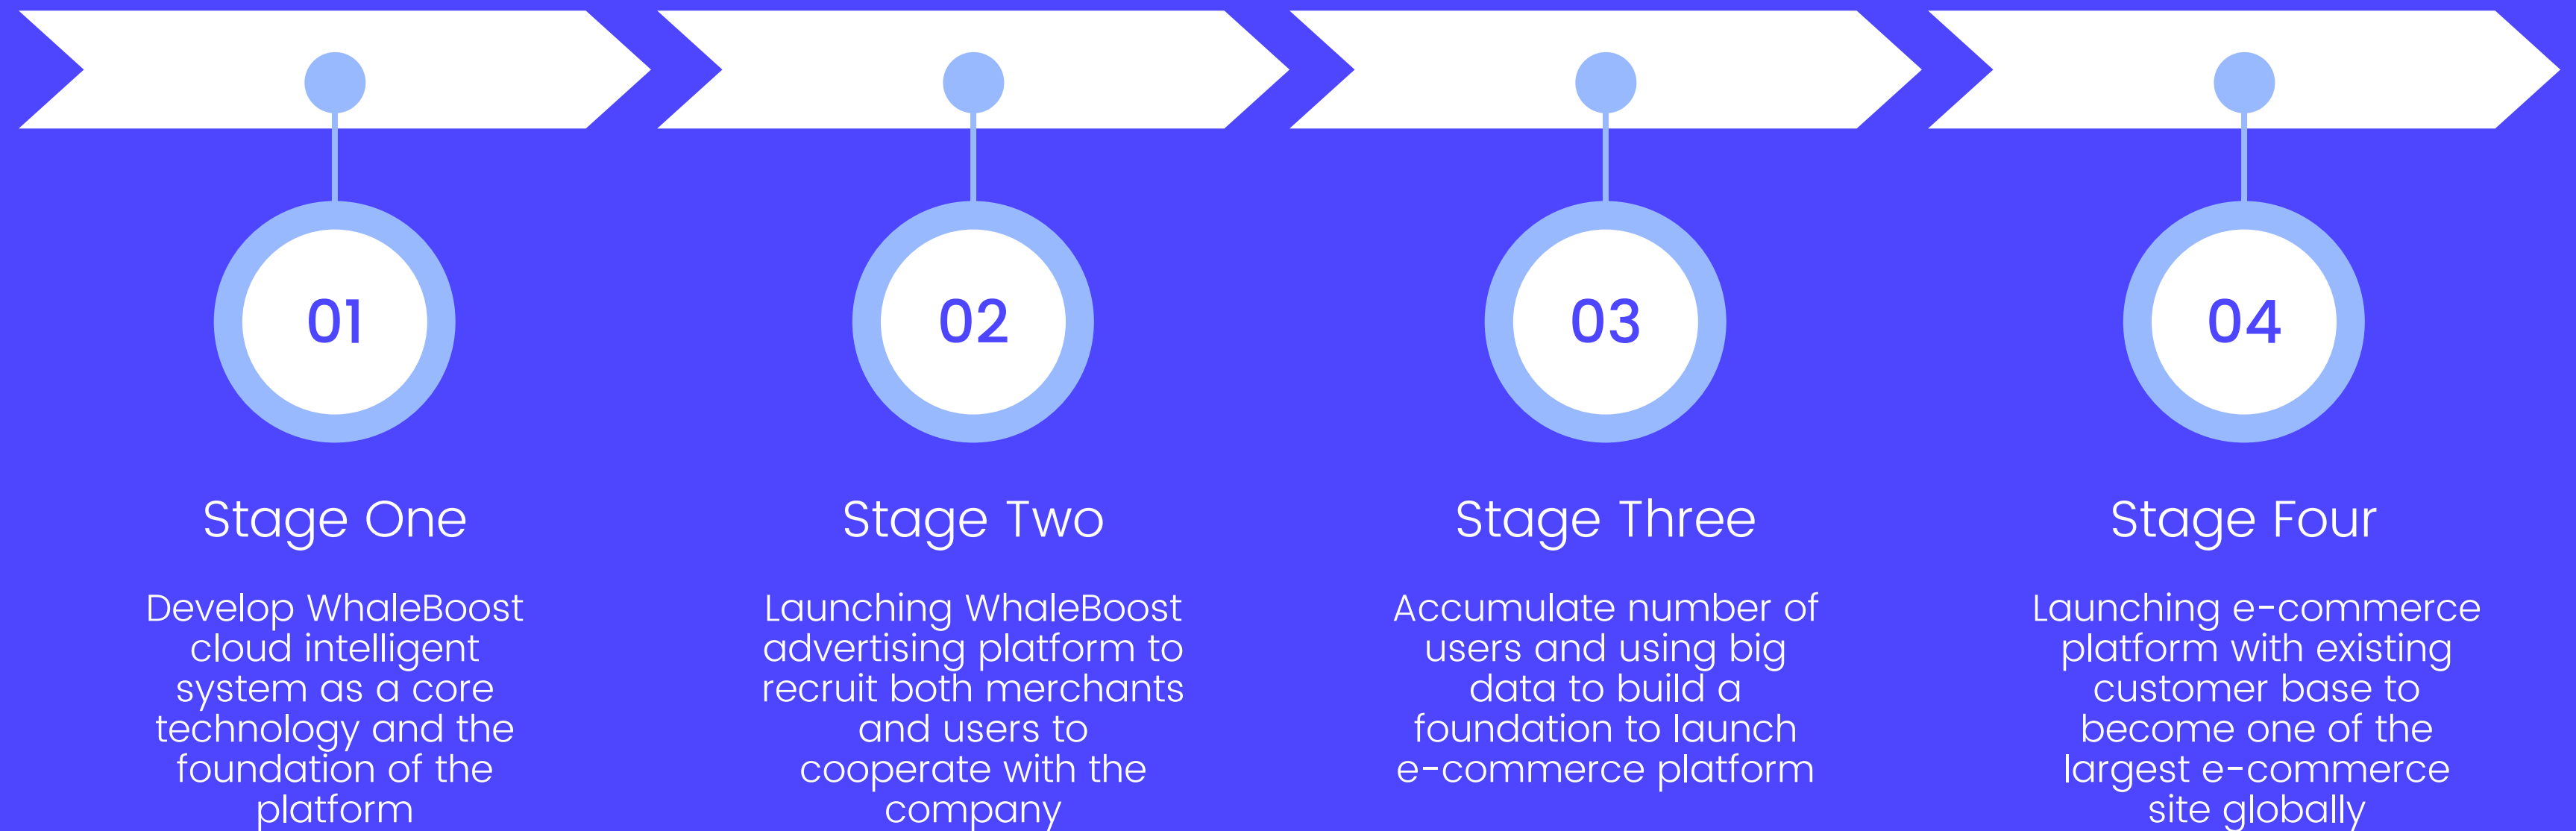 01
Stage One
Develop WhaleBoost
cloud intelligent
system as a core
technology and the
foundation of the
platform
02
Stage Two
Launching WhaleBoost
advertising platform to
recruit both merchants
and users to
cooperate with the
company
03
Stage Three
Accumulate number of
users and using big
data to build a
foundation to launch
e-commerce platform
04
Stage Four
Launching e-commerce
platform with existing
customer base to
become one of the
largest e-commerce
site globally